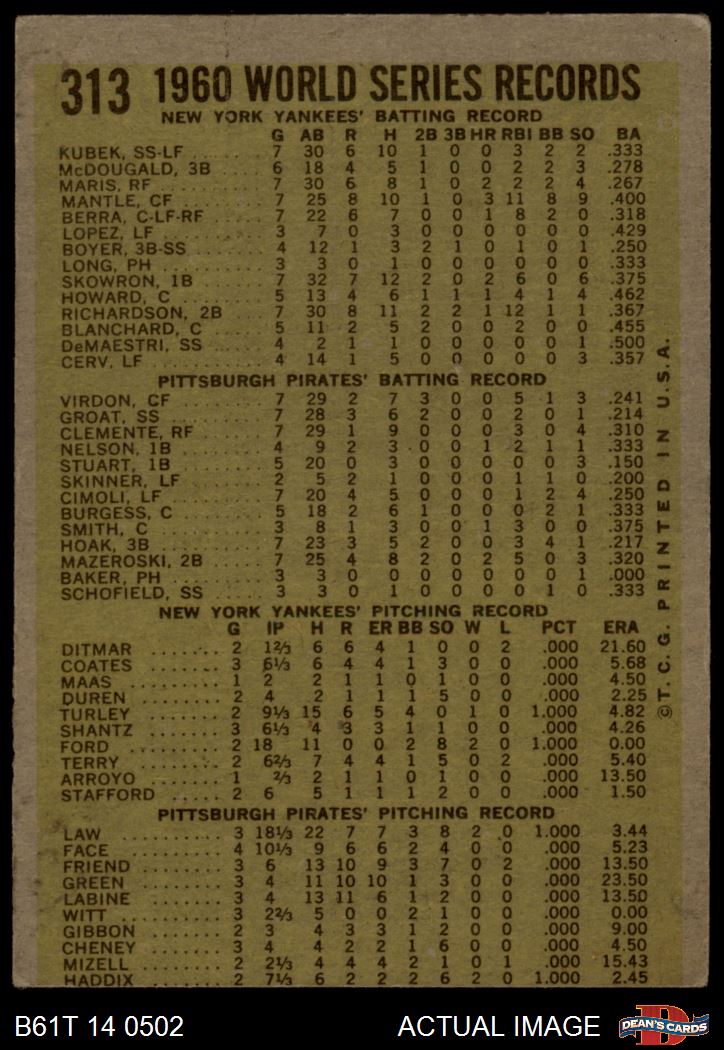 313 1960 WORLD SERIES RECORDS
NEW YORK YANKEES' BATTING RECORD
G AB R H 2B 3B HR RBI BB SO BA
KUBEK, SS-LF ...... 7 30 6 10 1 0 0 3 2 2 .333
McDOUGALD, 3B ... 6 18 4 5 1 0 0 2 2 3 .278
MARIS, RF ......... 7 30 6 8 1 0 2 2 2 4 .267
MANTLE, CF ....... 7 25 8 10 1 0 3 11 8 9 .400
BERRA, C-LF-RF .... 7 22 6 7 0 0 1 8 2 0 .318
LOPEZ, LF ......... 3 7 0 3 0 0 0 0 0 0 .429
BOYER, 3B-SS ...... 4 12 1 3 2 1 0 1 0 1 .250
LONG, PH ......... 3 3 0 1 0 0 0 0 0 0 .333
SKOWRON, 1B ..... 7 32 7 12 2 0 2 6 0 6 .375
HOWARD, C ....... 5 13 4 6 1 1 1 4 1 4 .462
RICHARDSON, 2B ... 7 30 8 11 2 2 1 12 1 1 .367
BLANCHARD, C ..... 5 11 2 5 2 0 0 2 0 0 .455
DeMAESTRI, SS .... 4 2 1 1 0 0 0 0 0 1 .500
CERV, LF .......... 4 14 1 5 0 0 0 0 0 3 .357
PITTSBURGH PIRATES' BATTING RECORD
VIRDON, CF ........ 7 29 2 7 3 0 0 5 1 3 .241
GROAT, SS ......... 7 28 3 6 2 0 0 2 0 1 .214
CLEMENTE, RF ..... 7 29 1 9 0 0 0 3 0 4 .310
NELSON, 1B ....... 4 9 2 3 0 0 1 2 1 1 .333
STUART, 1B ....... 5 20 0 3 0 0 0 0 0 3 .150
SKINNER, LF ...... 2 5 2 1 0 0 0 1 1 0 .200
CIMOLI, LF ........ 7 20 4 5 0 0 0 1 2 4 .250
BURGESS, C ....... 5 18 2 6 1 0 0 0 2 1 .333
SMITH, C .......... 3 8 1 3 0 0 1 3 0 0 .375
HOAK, 3B ......... 7 23 3 5 2 0 0 3 4 1 .217
MAZEROSKI, 2B .... 7 25 4 8 2 0 2 5 0 3 .320
BAKER, PH ........ 3 3 0 0 0 0 0 0 0 1 .000
SCHOFIELD, SS .... 3 3 0 1 0 0 0 0 1 0 .333
NEW YORK YANKEES' PITCHING RECORD
G IP H R ER BB SO W L PCT ERA
DITMAR ....... 2 1⅔ 6 6 4 1 0 0 2 .000 21.60
COATES ....... 3 6⅓ 6 4 4 1 3 0 0 .000 5.68
MAAS ......... 1 2 2 1 1 0 1 0 0 .000 4.50
DUREN ........ 2 4 2 1 1 1 5 0 0 .000 2.25
TURLEY ....... 2 9⅓ 15 6 5 4 0 1 0 1.000 4.82
SHANTZ ....... 3 6⅓ 4 3 3 1 1 0 0 .000 4.26
FORD ......... 2 18 11 0 0 2 8 2 0 1.000 0.00
TERRY ........ 2 6⅔ 7 4 4 1 5 0 2 .000 5.40
ARROYO ....... 1 ⅔ 2 1 1 0 1 0 0 .000 13.50
STAFFORD ..... 2 6 5 1 1 1 2 0 0 .000 1.50
PITTSBURGH PIRATES' PITCHING RECORD
LAW .......... 3 18⅓ 22 7 7 3 8 2 0 1.000 3.44
FACE ......... 4 10⅓ 9 6 6 2 4 0 0 .000 5.23
FRIEND ....... 3 6 13 10 9 3 7 0 2 .000 13.50
GREEN ........ 3 4 11 10 10 1 3 0 0 .000 23.50
LABINE ....... 3 4 13 11 6 1 2 0 0 .000 13.50
WITT ......... 3 2⅔ 5 0 0 2 1 0 0 .000 0.00
GIBBON ....... 2 3 4 3 3 1 2 0 0 .000 9.00
CHENEY ....... 3 4 4 2 2 1 6 0 0 .000 4.50
MIZELL ....... 2 2⅓ 4 4 4 2 1 0 1 .000 15.43
HADDIX ....... 2 7⅓ 6 2 2 2 6 2 0 1.000 2.45
© T. C. G. PRINTED IN U.S.A.
B61T 14 0502 ACTUAL IMAGE
D DEAN'S CARDS